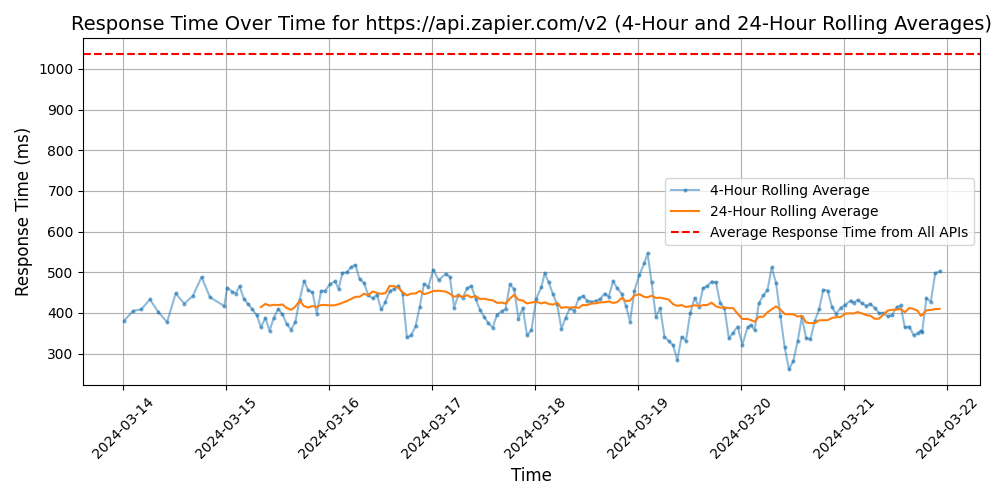 Response Time Over Time for https://api.zapier.com/v2 (4-Hour and 24-Hour Rolling Averages)
Response Time (ms)
1000
900
800
700
600
500
400
300
4-Hour Rolling Average
24-Hour Rolling Average
Average Response Time from All APIs
2024-03-14
2024-03-15
2024-03-16
2024-03-17
2024-03-18
2024-03-19
2024-03-20
2024-03-21
2024-03-22
Time